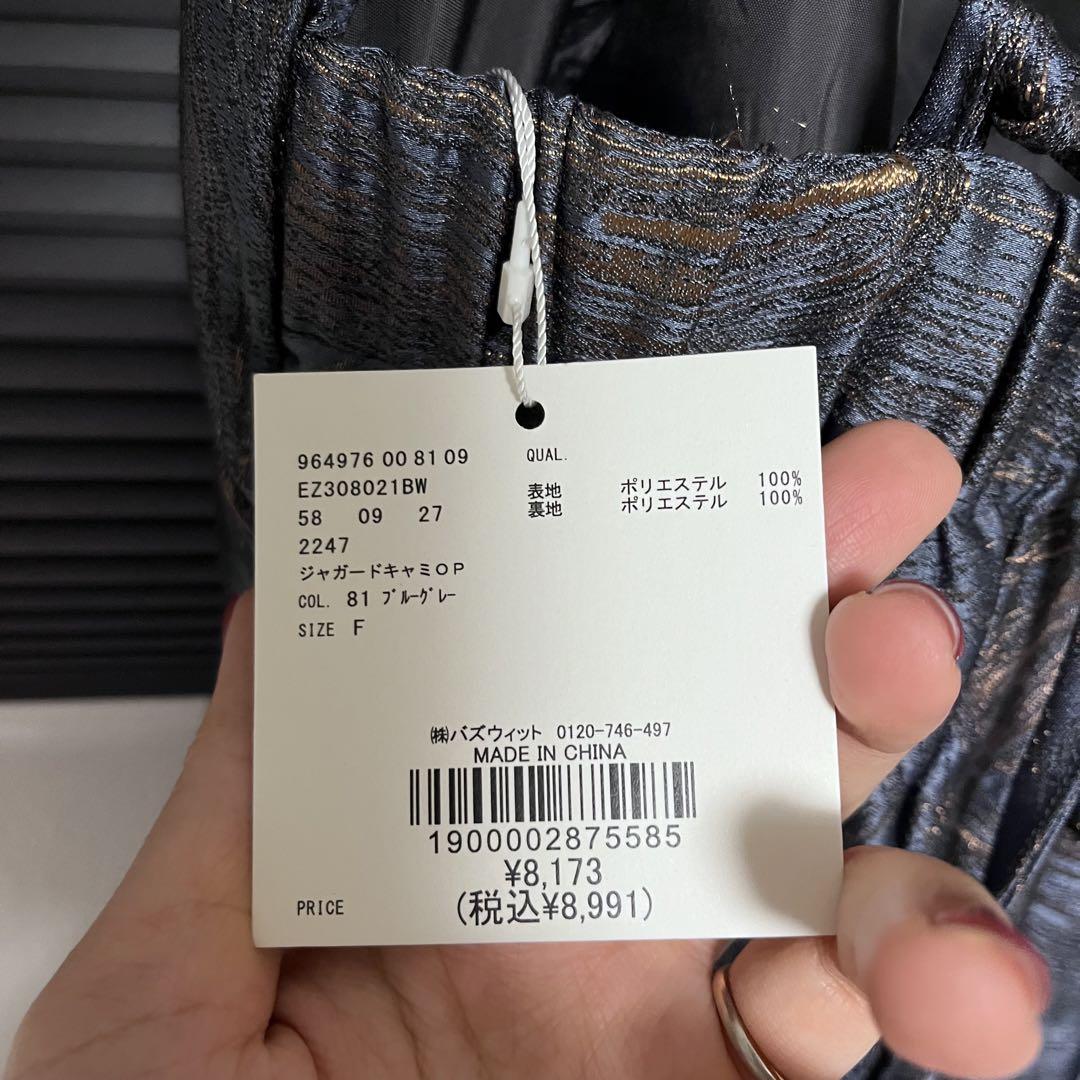 964976 00 81 09
EZ308021BW
58 09 27
2247
ジャガードキャミOP
COL. 81 ﾌﾞﾙｰｸﾞﾚｰ
SIZE F
QUAL.
表地 ポリエステル 100%
裏地 ポリエステル 100%
㈱バズウィット 0120-746-497
MADE IN CHINA
1900002875585
¥8,173
PRICE (税込¥8,991)